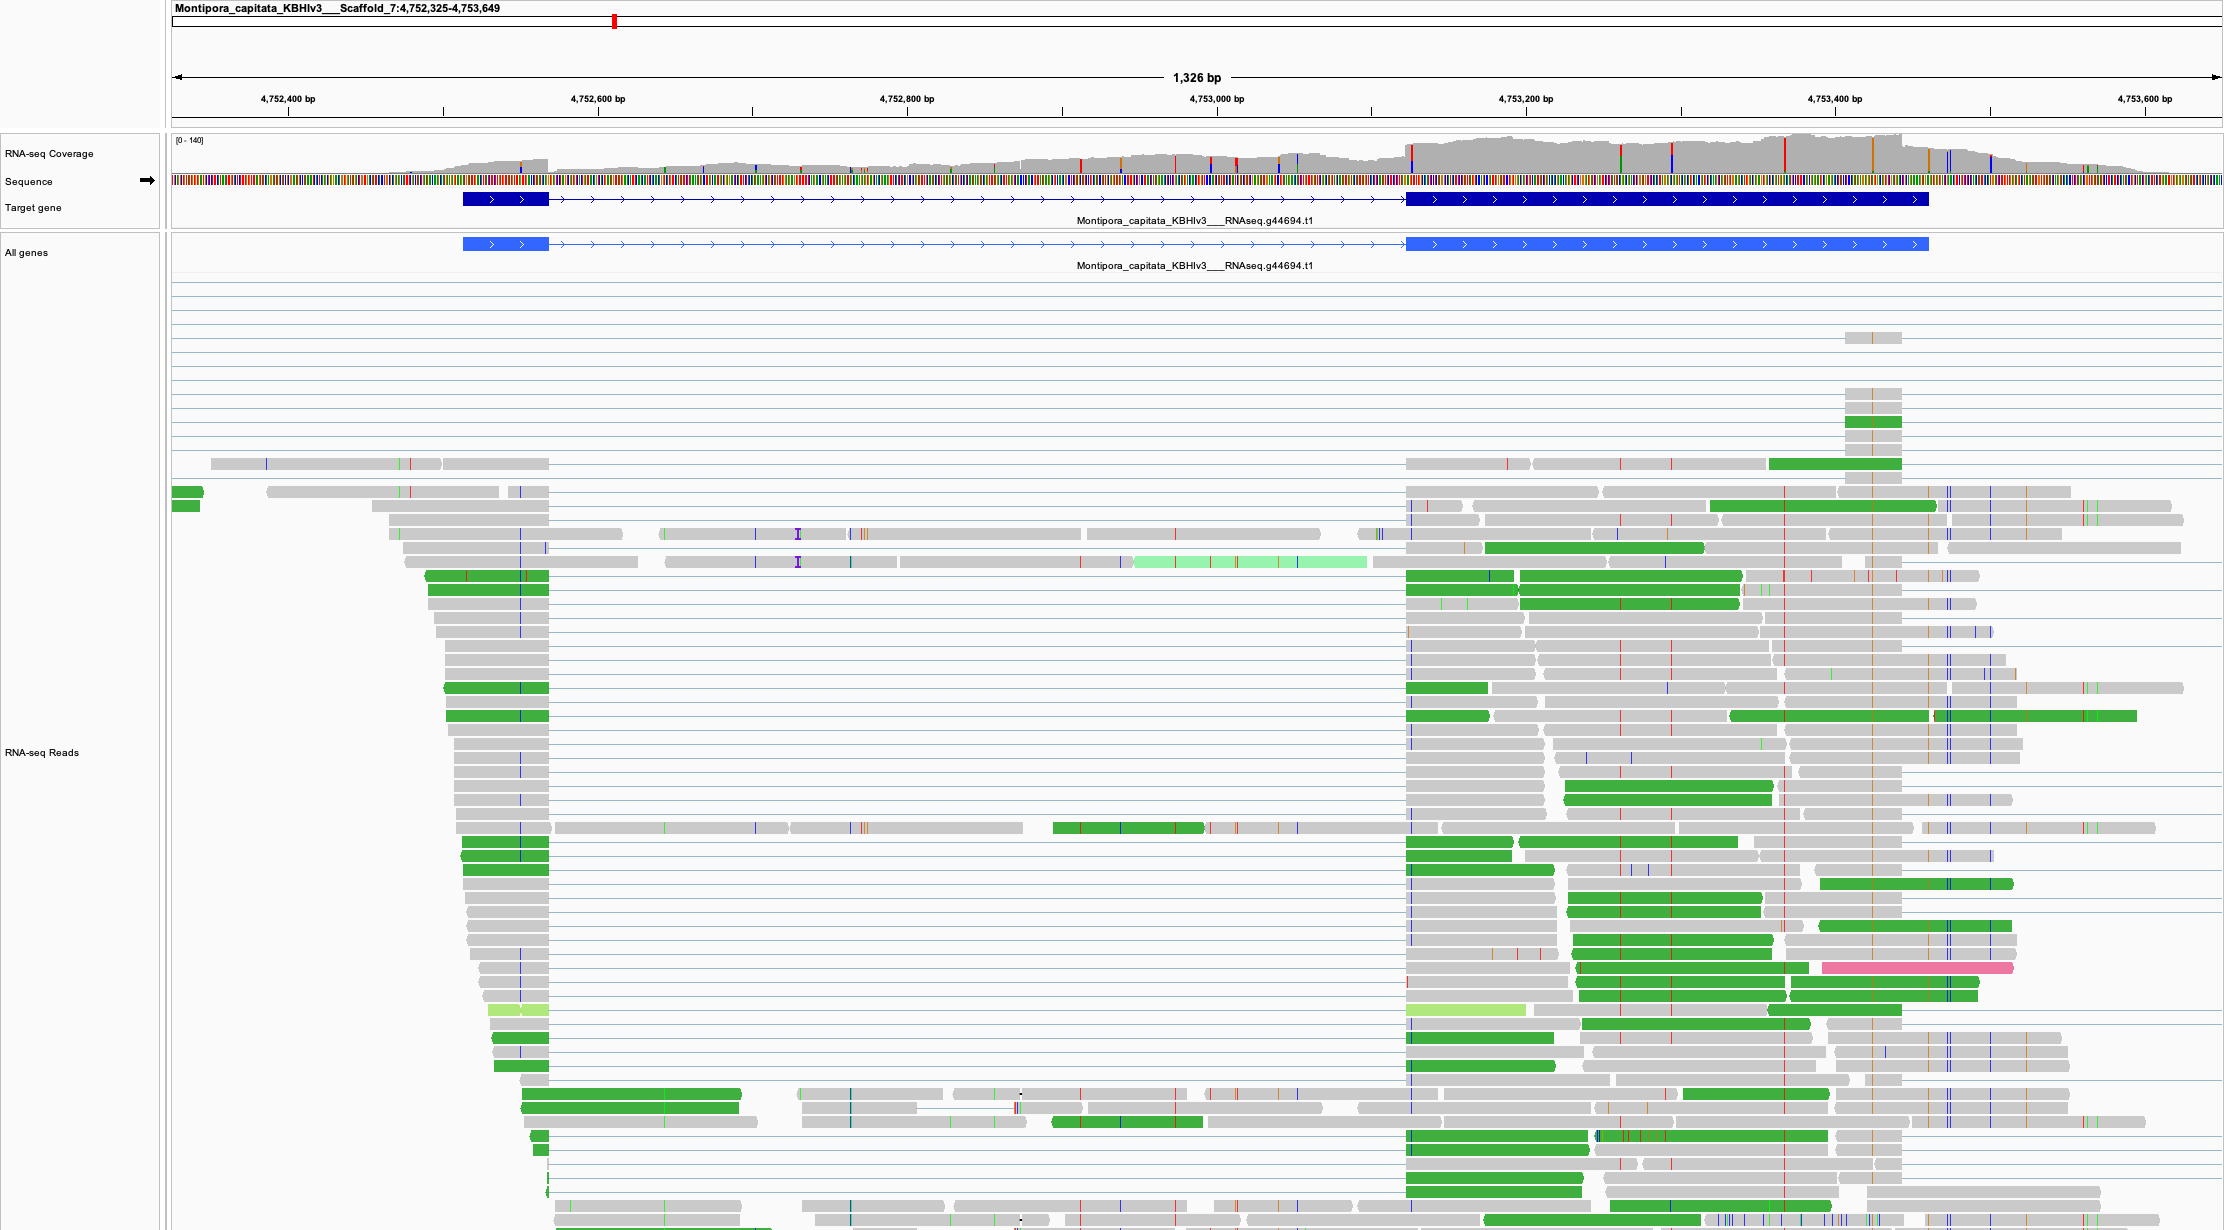 Montipora_capitata_KBHIv3___Scaffold_7:4,752,325-4,753,649
1,326 bp
4,752,400 bp 4,752,600 bp 4,752,800 bp 4,753,000 bp 4,753,200 bp 4,753,400 bp 4,753,600 bp
[0 - 140]
RNA-seq Coverage
Sequence
Target gene
Montipora_capitata_KBHIv3___RNAseq.g44694.t1
All genes
Montipora_capitata_KBHIv3___RNAseq.g44694.t1
RNA-seq Reads